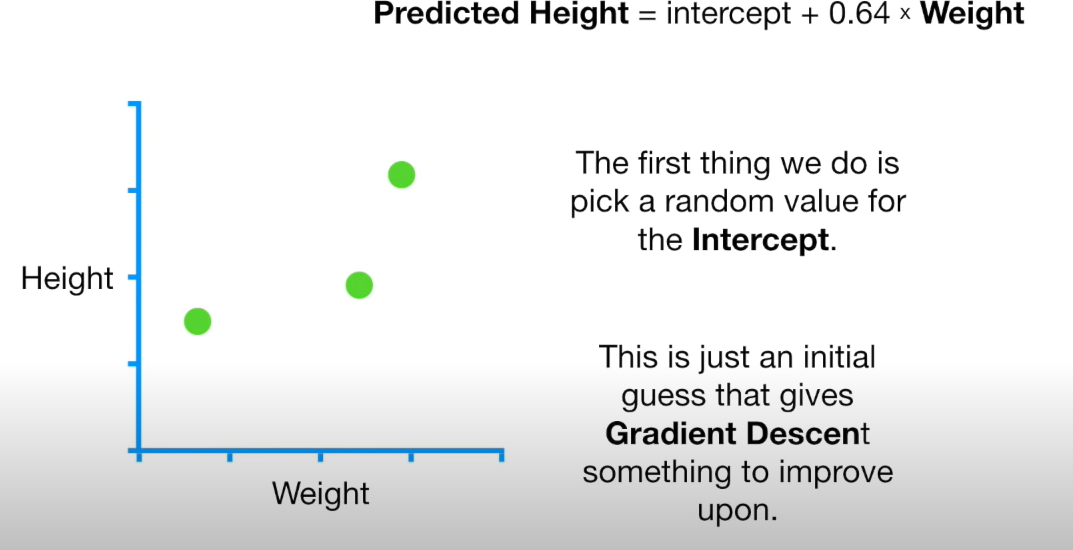 Predicted Height = intercept + 0.64 × Weight
The first thing we do is
pick a random value for
the Intercept.
Height
This is just an initial
guess that gives
Gradient Descent
something to improve
upon.
Weight